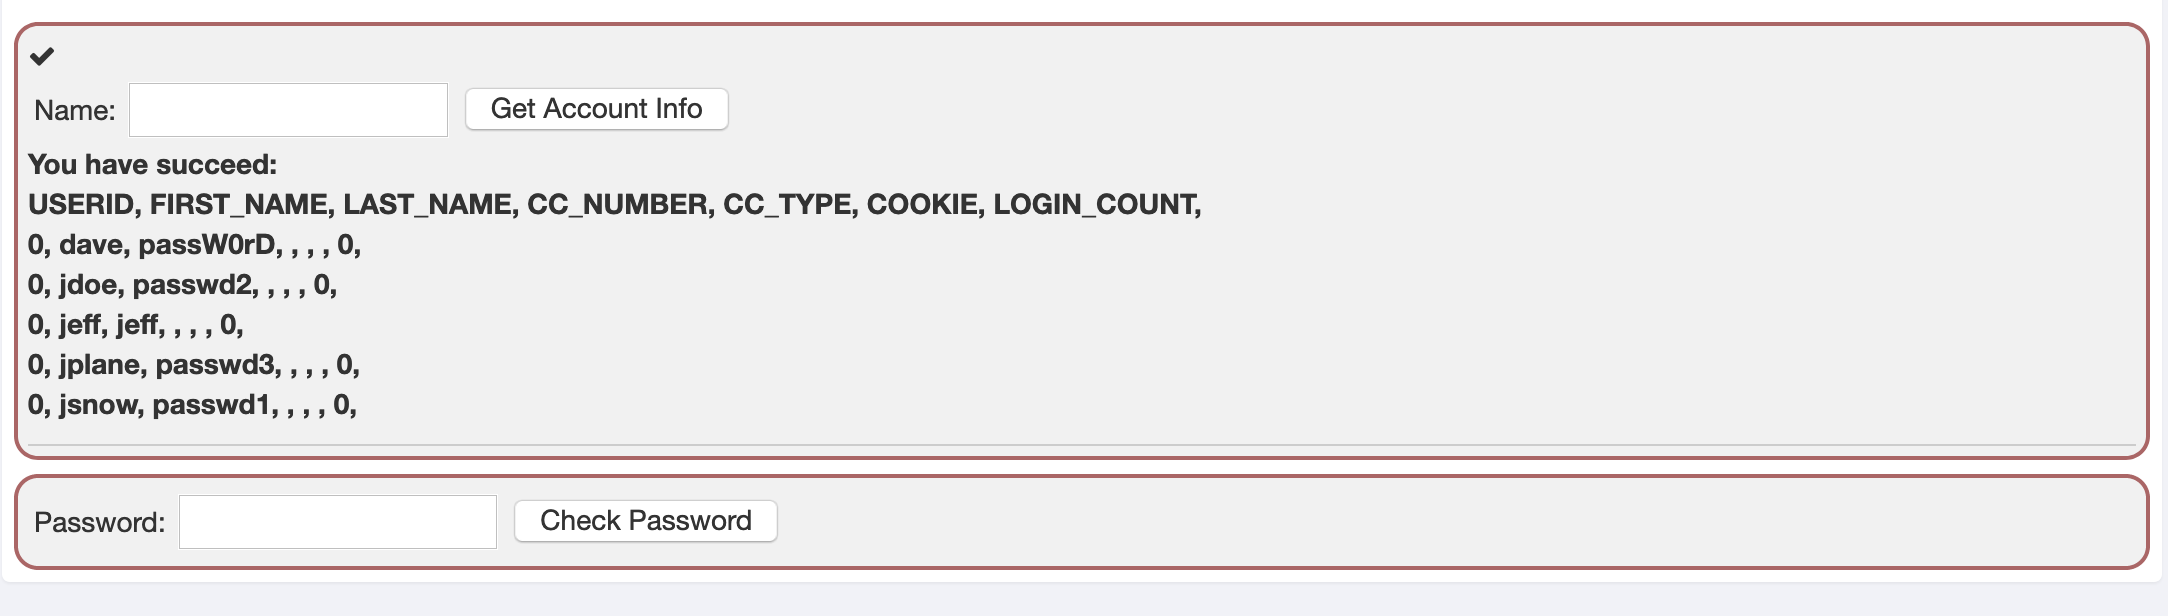 Name: Get Account Info
You have succeed:
USERID, FIRST_NAME, LAST_NAME, CC_NUMBER, CC_TYPE, COOKIE, LOGIN_COUNT,
0, dave, passW0rD, , , , 0,
0, jdoe, passwd2, , , , 0,
0, jeff, jeff, , , , 0,
0, jplane, passwd3, , , , 0,
0, jsnow, passwd1, , , , 0,
Password: Check Password